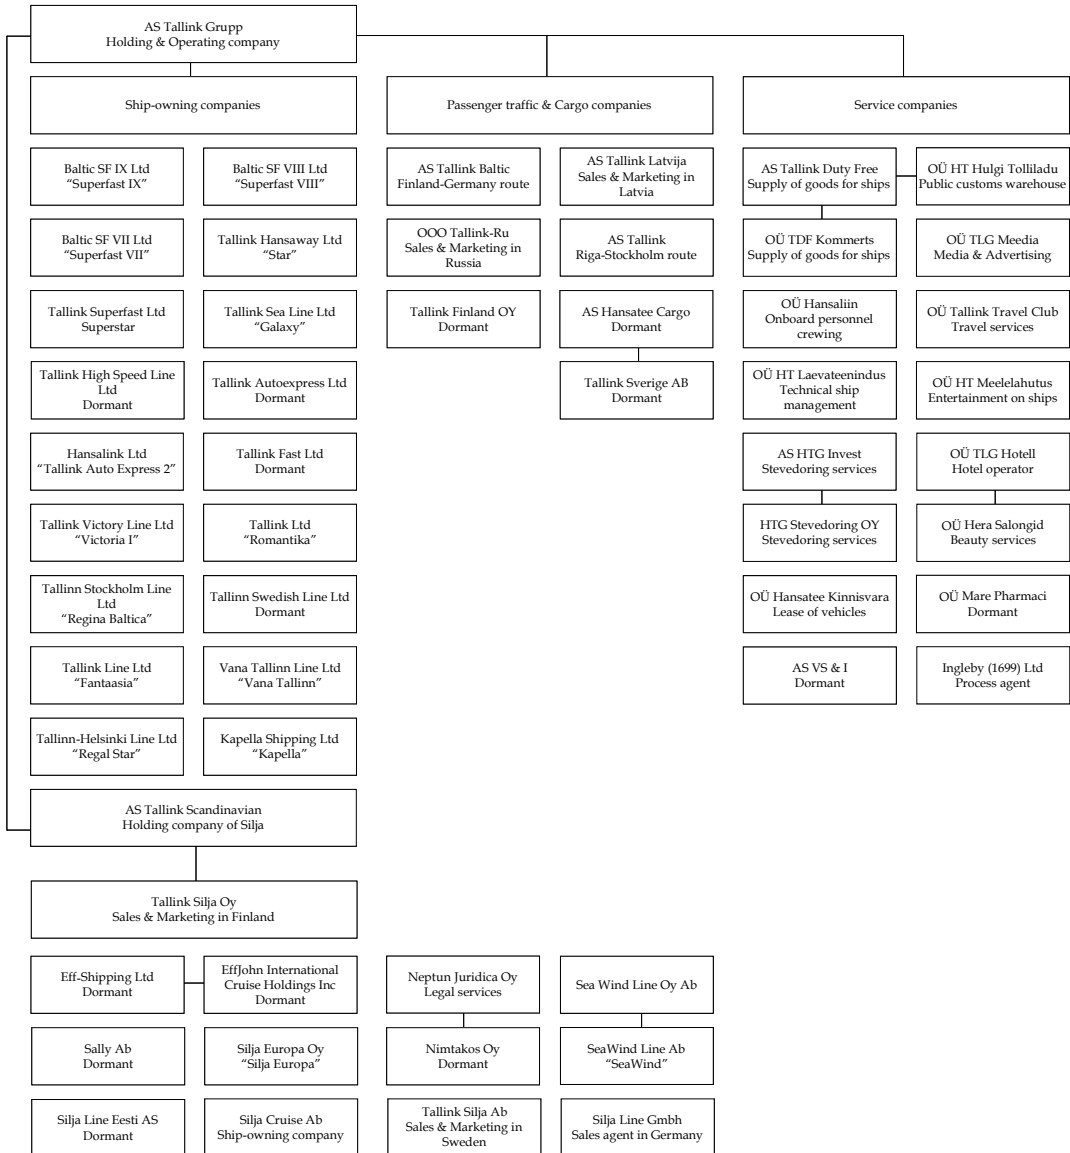 AS Tallink Grupp
Holding & Operating company
Ship-owning companies
Passenger traffic & Cargo companies
Service companies
Baltic SF IX Ltd
“Superfast IX”
Baltic SF VIII Ltd
“Superfast VIII”
AS Tallink Baltic
Finland-Germany route
AS Tallink Latvija
Sales & Marketing in
Latvia
AS Tallink Duty Free
Supply of goods for ships
OÜ HT Hulgi Tolliladu
Public customs warehouse
Baltic SF VII Ltd
“Superfast VII”
Tallink Hansaway Ltd
“Star”
OOO Tallink-Ru
Sales & Marketing in
Russia
AS Tallink
Riga-Stockholm route
OÜ TDF Kommerts
Supply of goods for ships
OÜ TLG Meedia
Media & Advertising
Tallink Superfast Ltd
Superstar
Tallink Sea Line Ltd
“Galaxy”
Tallink Finland OY
Dormant
AS Hansatee Cargo
Dormant
OÜ Hansaliin
Onboard personnel
crewing
OÜ Tallink Travel Club
Travel services
Tallink High Speed Line
Ltd
Dormant
Tallink Autoexpress Ltd
Dormant
Tallink Sverige AB
Dormant
OÜ HT Laevateenindus
Technical ship
management
OÜ HT Meelelahutus
Entertainment on ships
Hansalink Ltd
“Tallink Auto Express 2”
Tallink Fast Ltd
Dormant
AS HTG Invest
Stevedoring services
OÜ TLG Hotell
Hotel operator
Tallink Victory Line Ltd
“Victoria I”
Tallink Ltd
“Romantika”
HTG Stevedoring OY
Stevedoring services
OÜ Hera Salongid
Beauty services
Tallinn Stockholm Line
Ltd
“Regina Baltica”
Tallinn Swedish Line Ltd
Dormant
OÜ Hansatee Kinnisvara
Lease of vehicles
OÜ Mare Pharmaci
Dormant
Tallink Line Ltd
“Fantaasia”
Vana Tallinn Line Ltd
“Vana Tallinn”
AS VS & I
Dormant
Ingleby (1699) Ltd
Process agent
Tallinn-Helsinki Line Ltd
“Regal Star”
Kapella Shipping Ltd
“Kapella”
AS Tallink Scandinavian
Holding company of Silja
Tallink Silja Oy
Sales & Marketing in Finland
Eff-Shipping Ltd
Dormant
EffJohn International
Cruise Holdings Inc
Dormant
Neptun Juridica Oy
Legal services
Sea Wind Line Oy Ab
Sally Ab
Dormant
Silja Europa Oy
“Silja Europa”
Nimtakos Oy
Dormant
SeaWind Line Ab
“SeaWind”
Silja Line Eesti AS
Dormant
Silja Cruise Ab
Ship-owning company
Tallink Silja Ab
Sales & Marketing in
Sweden
Silja Line Gmbh
Sales agent in Germany